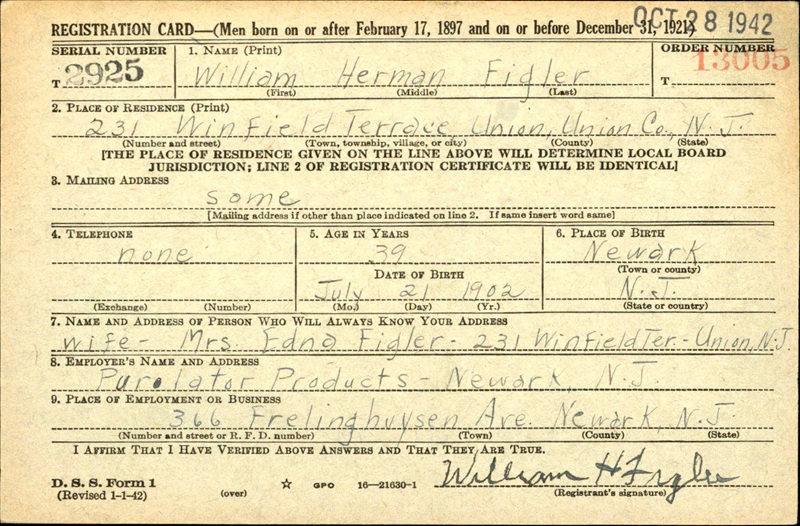 OCT 28 1942
REGISTRATION CARD—(Men born on or after February 17, 1897 and on or before December 31, 1921)
SERIAL NUMBER 1. NAME (Print) ORDER NUMBER
T 2925 William Herman Figler T 13005
(First) (Middle) (Last)
2. PLACE OF RESIDENCE (Print)
231 Winfield Terrace, Union, Union Co., N.J.
(Number and street) (Town, township, village, or city) (County) (State)
[THE PLACE OF RESIDENCE GIVEN ON THE LINE ABOVE WILL DETERMINE LOCAL BOARD
JURISDICTION; LINE 2 OF REGISTRATION CERTIFICATE WILL BE IDENTICAL]
3. MAILING ADDRESS
same
[Mailing address if other than place indicated on line 2. If same insert word same]
4. TELEPHONE 5. AGE IN YEARS 6. PLACE OF BIRTH
none 39 Newark
DATE OF BIRTH (Town or county)
July 21 1902 N.J.
(Exchange) (Number) (Mo.) (Day) (Yr.) (State or country)
7. NAME AND ADDRESS OF PERSON WHO WILL ALWAYS KNOW YOUR ADDRESS
wife- Mrs. Edna Figler- 231 Winfield Ter.- Union, N.J.
8. EMPLOYER'S NAME AND ADDRESS
Purolator Products - Newark, N.J.
9. PLACE OF EMPLOYMENT OR BUSINESS
366 Frelinghuysen Ave. Newark, N.J.
(Number and street or R. F. D. number) (Town) (County) (State)
I AFFIRM THAT I HAVE VERIFIED ABOVE ANSWERS AND THAT THEY ARE TRUE.
William H Figler
D. S. S. Form 1
(Revised 1-1-42) (over) ☆ GPO 16—21630-1 (Registrant's signature)